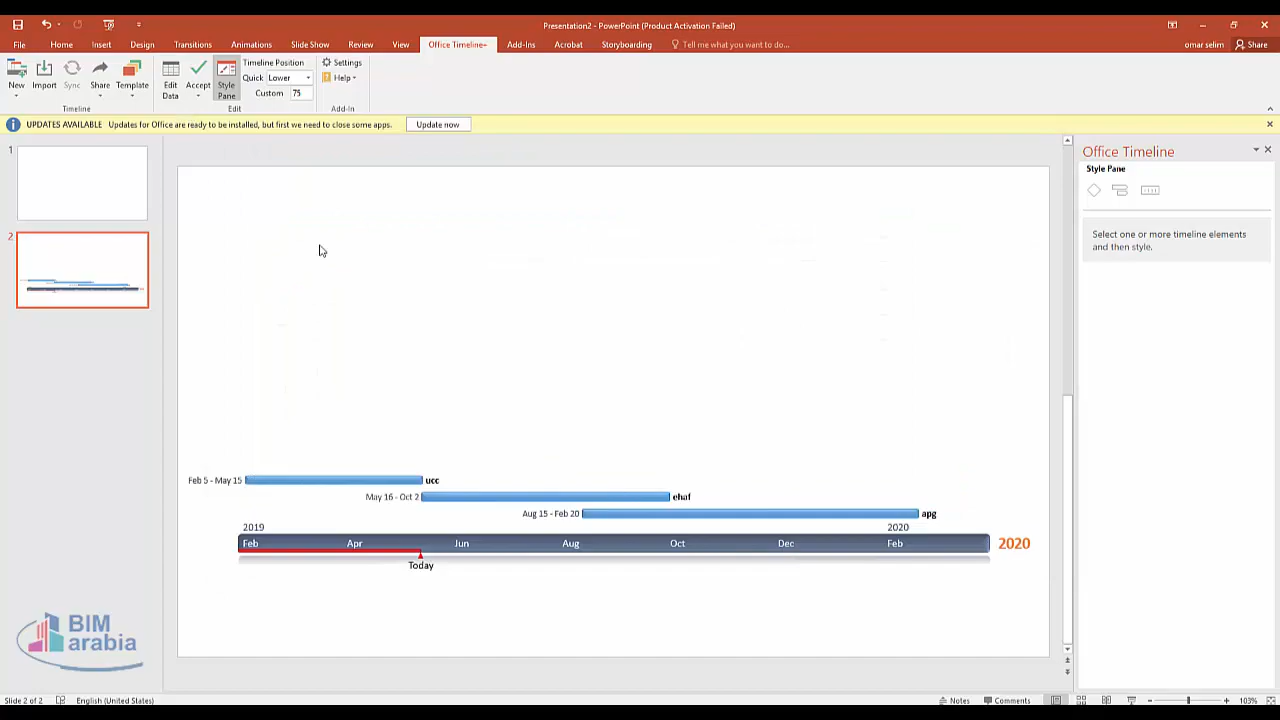 Presentation2 - PowerPoint (Product Activation Failed)
File Home Insert Design Transitions Animations Slide Show Review View Office Timeline+ Add-Ins Acrobat Storyboarding Tell me what you want to do... omar selim Share
New Import Sync Share Template Edit Data Accept Style Pane
Timeline Position
Quick Lower
Custom 75
Settings
Help
Timeline Edit Add-In
UPDATES AVAILABLE Updates for Office are ready to be installed, but first we need to close some apps. Update now
1
2
Office Timeline
Style Pane
Select one or more timeline elements
and then style.
Feb 5 - May 15 ucc
May 16 - Oct 2 ehaf
Aug 15 - Feb 20 apg
2019 2020
Feb Apr Jun Aug Oct Dec Feb 2020
Today
BIM
arabia
Slide 2 of 2 English (United States) Notes Comments 103%